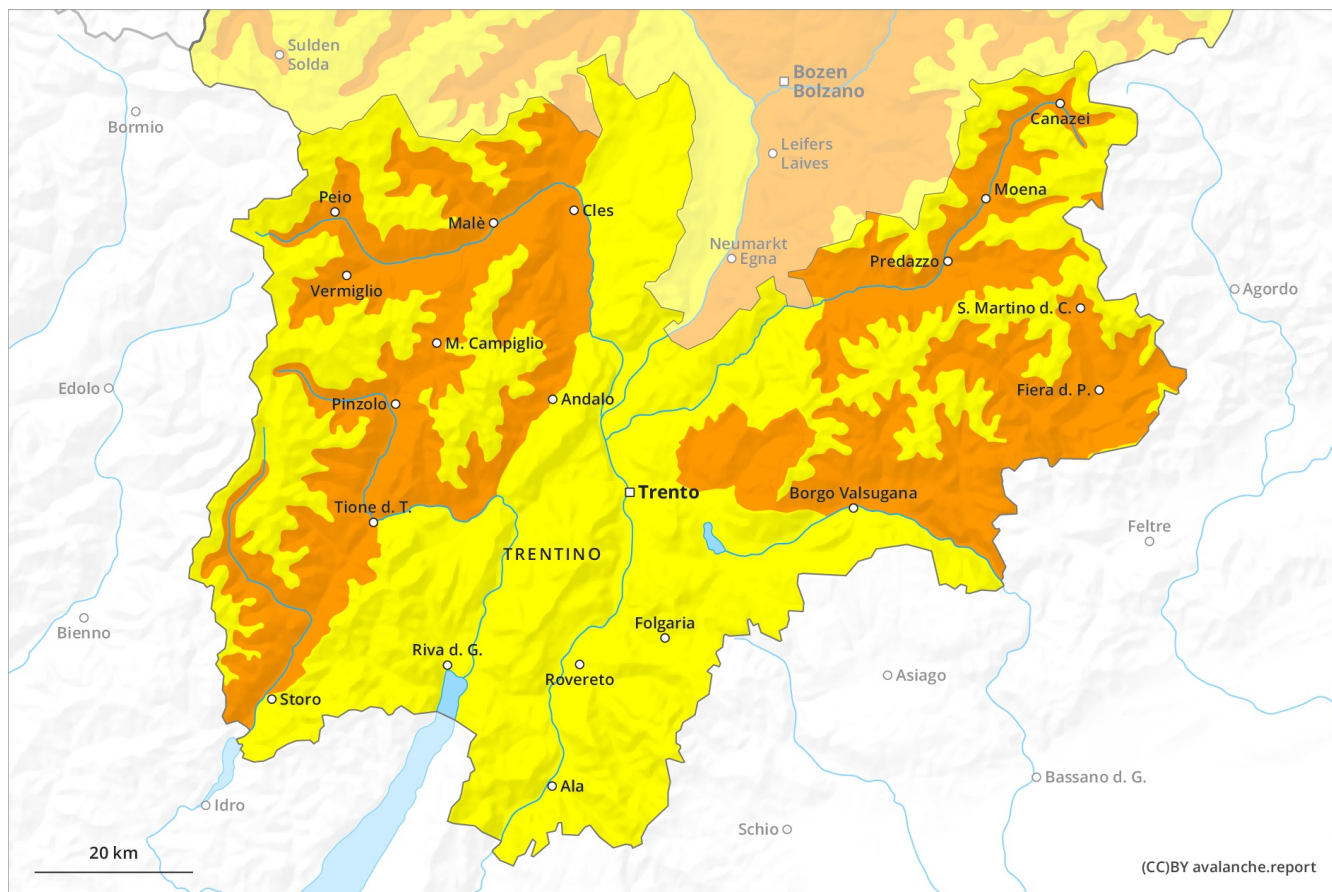 Sulden
Solda
Bozen
Bolzano
Bormio
Canazei
Leifers
Laives
Peio
Malè
Cles
Moena
Neumarkt
Egna
Predazzo
Vermiglio
Agordo
S. Martino d. C.
M. Campiglio
Edolo
Pinzolo
Andalo
Fiera d. P.
Trento
Borgo Valsugana
Tione d. T.
Feltre
TRENTINO
Bienno
Folgaria
Riva d. G.
Rovereto
Asiago
Storo
Bassano d. G.
Ala
Idro
Schio
20 km
(CC)BY avalanche.report